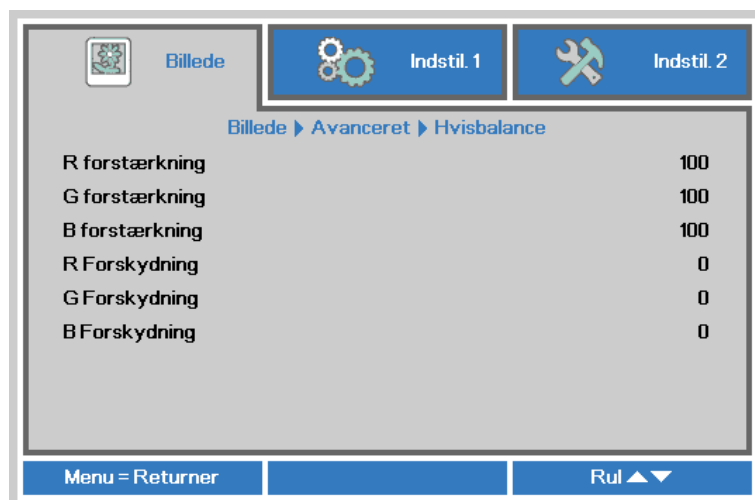 Billede
Indstil. 1
Indstil. 2
Billede ▶ Avanceret ▶ Hvisbalance
R forstærkning 100
G forstærkning 100
B forstærkning 100
R Forskydning 0
G Forskydning 0
B Forskydning 0
Menu = Returner
Rul ▲▼